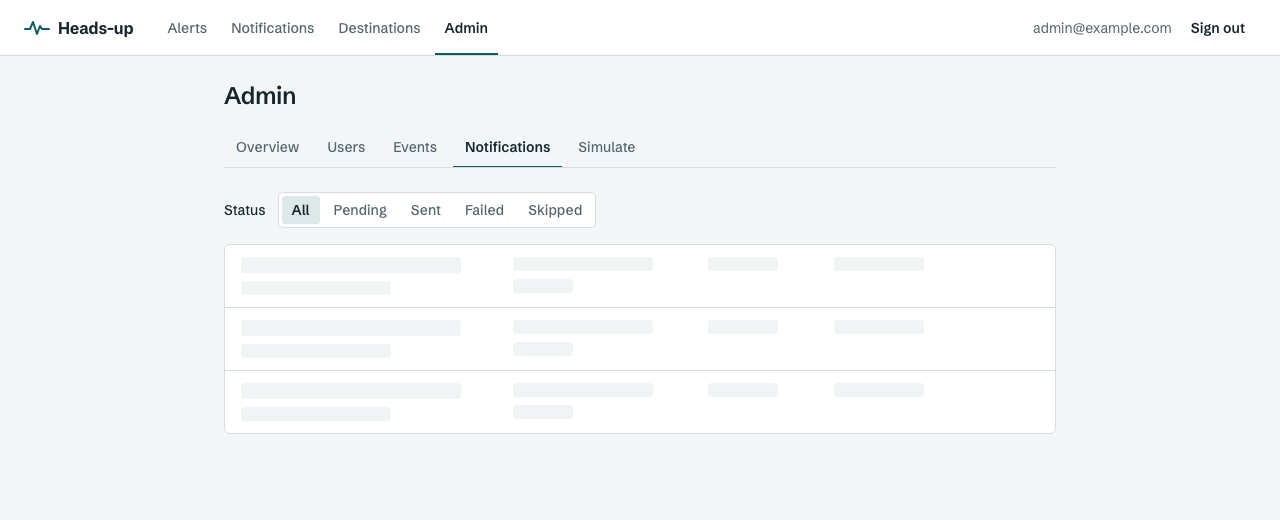 Heads-up Alerts Notifications Destinations Admin admin@example.com Sign out
Admin
Overview Users Events Notifications Simulate
Status All Pending Sent Failed Skipped